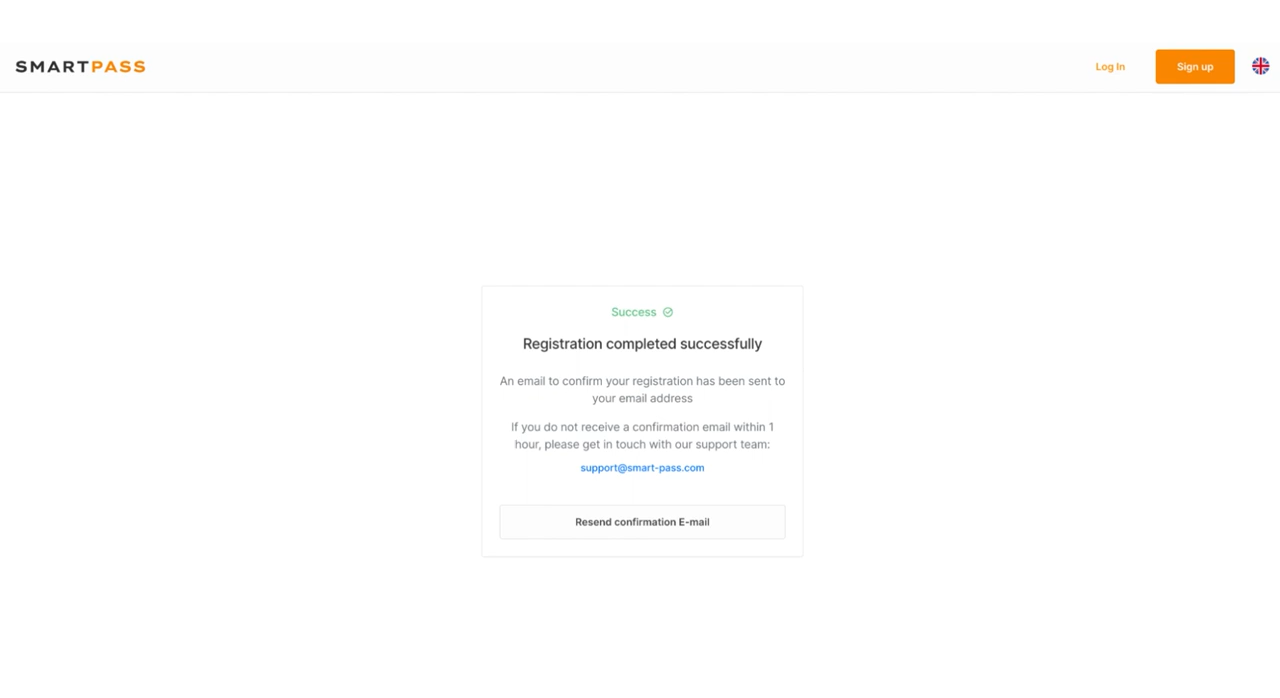 SMARTPASS
Log In
Sign up
Success
Registration completed successfully
An email to confirm your registration has been sent to
your email address
If you do not receive a confirmation email within 1
hour, please get in touch with our support team:
support@smart-pass.com
Resend confirmation E-mail